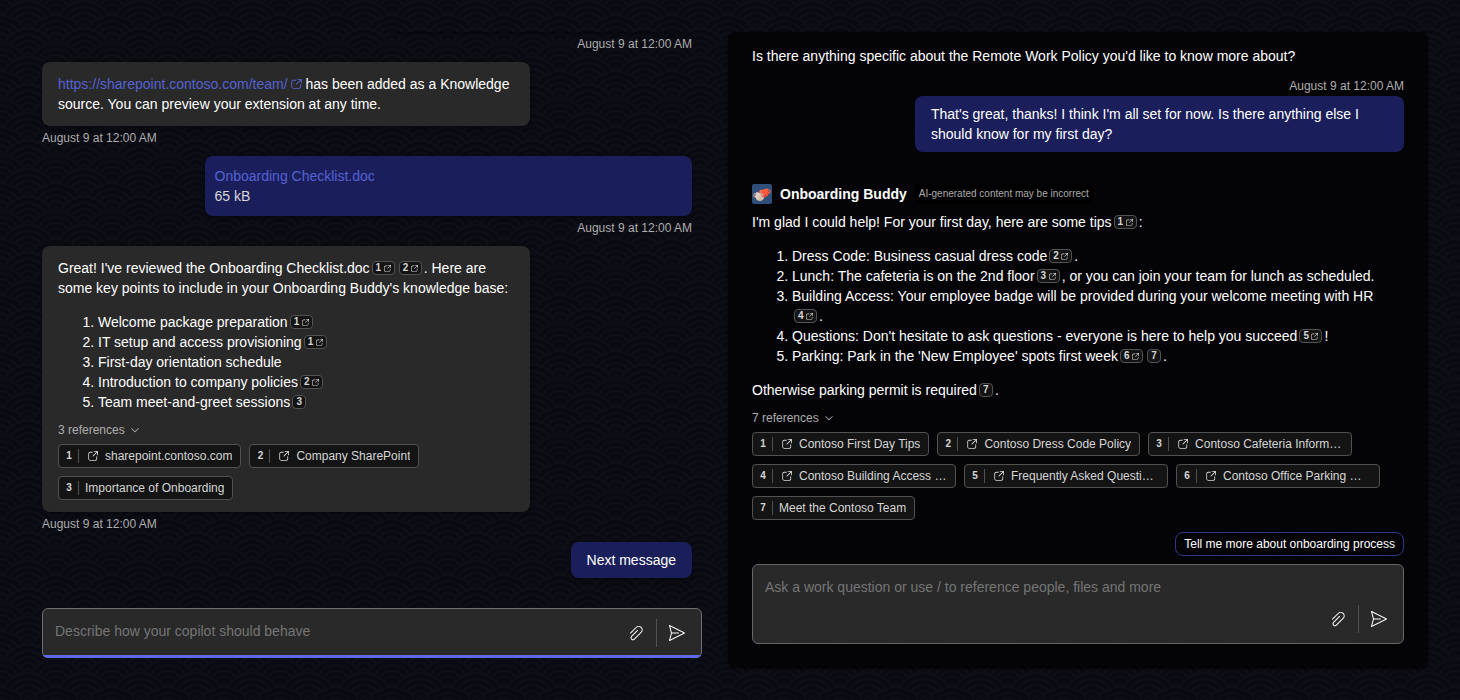 August 9 at 12:00 AM
https://sharepoint.contoso.com/team/ has been added as a Knowledge
source. You can preview your extension at any time.
August 9 at 12:00 AM
Onboarding Checklist.doc
65 kB
August 9 at 12:00 AM
Great! I've reviewed the Onboarding Checklist.doc 1 2 . Here are
some key points to include in your Onboarding Buddy's knowledge base:
1. Welcome package preparation 1
2. IT setup and access provisioning 1
3. First-day orientation schedule
4. Introduction to company policies 2
5. Team meet-and-greet sessions 3
3 references
1 sharepoint.contoso.com 2 Company SharePoint
3 Importance of Onboarding
August 9 at 12:00 AM
Next message
Describe how your copilot should behave
Is there anything specific about the Remote Work Policy you'd like to know more about?
August 9 at 12:00 AM
That's great, thanks! I think I'm all set for now. Is there anything else I
should know for my first day?
Onboarding Buddy AI-generated content may be incorrect
I'm glad I could help! For your first day, here are some tips 1 :
1. Dress Code: Business casual dress code 2 .
2. Lunch: The cafeteria is on the 2nd floor 3 , or you can join your team for lunch as scheduled.
3. Building Access: Your employee badge will be provided during your welcome meeting with HR
4 .
4. Questions: Don't hesitate to ask questions - everyone is here to help you succeed 5 !
5. Parking: Park in the 'New Employee' spots first week 6 7 .
Otherwise parking permit is required 7 .
7 references
1 Contoso First Day Tips 2 Contoso Dress Code Policy 3 Contoso Cafeteria Inform…
4 Contoso Building Access … 5 Frequently Asked Questi… 6 Contoso Office Parking …
7 Meet the Contoso Team
Tell me more about onboarding process
Ask a work question or use / to reference people, files and more